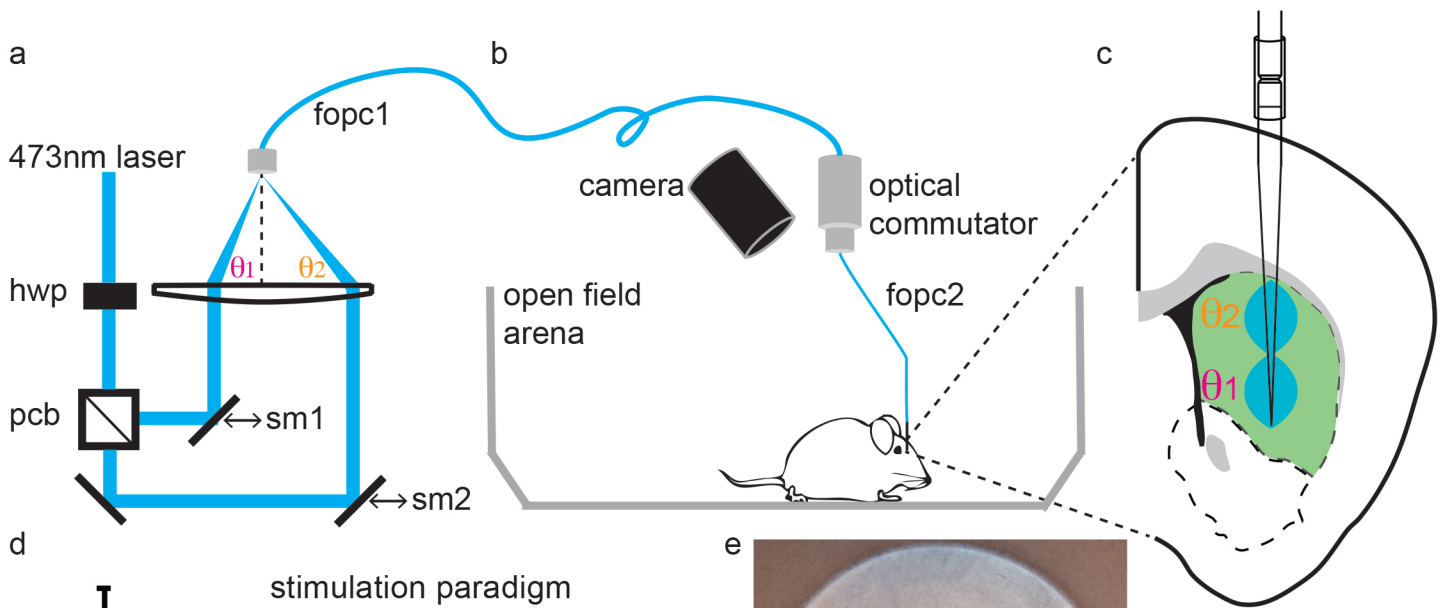 a
b
c
fopc1
473nm laser
camera
optical
commutator
θ1
θ2
hwp
open field
arena
fopc2
θ2
θ1
pcb
sm1
sm2
d
e
stimulation paradigm